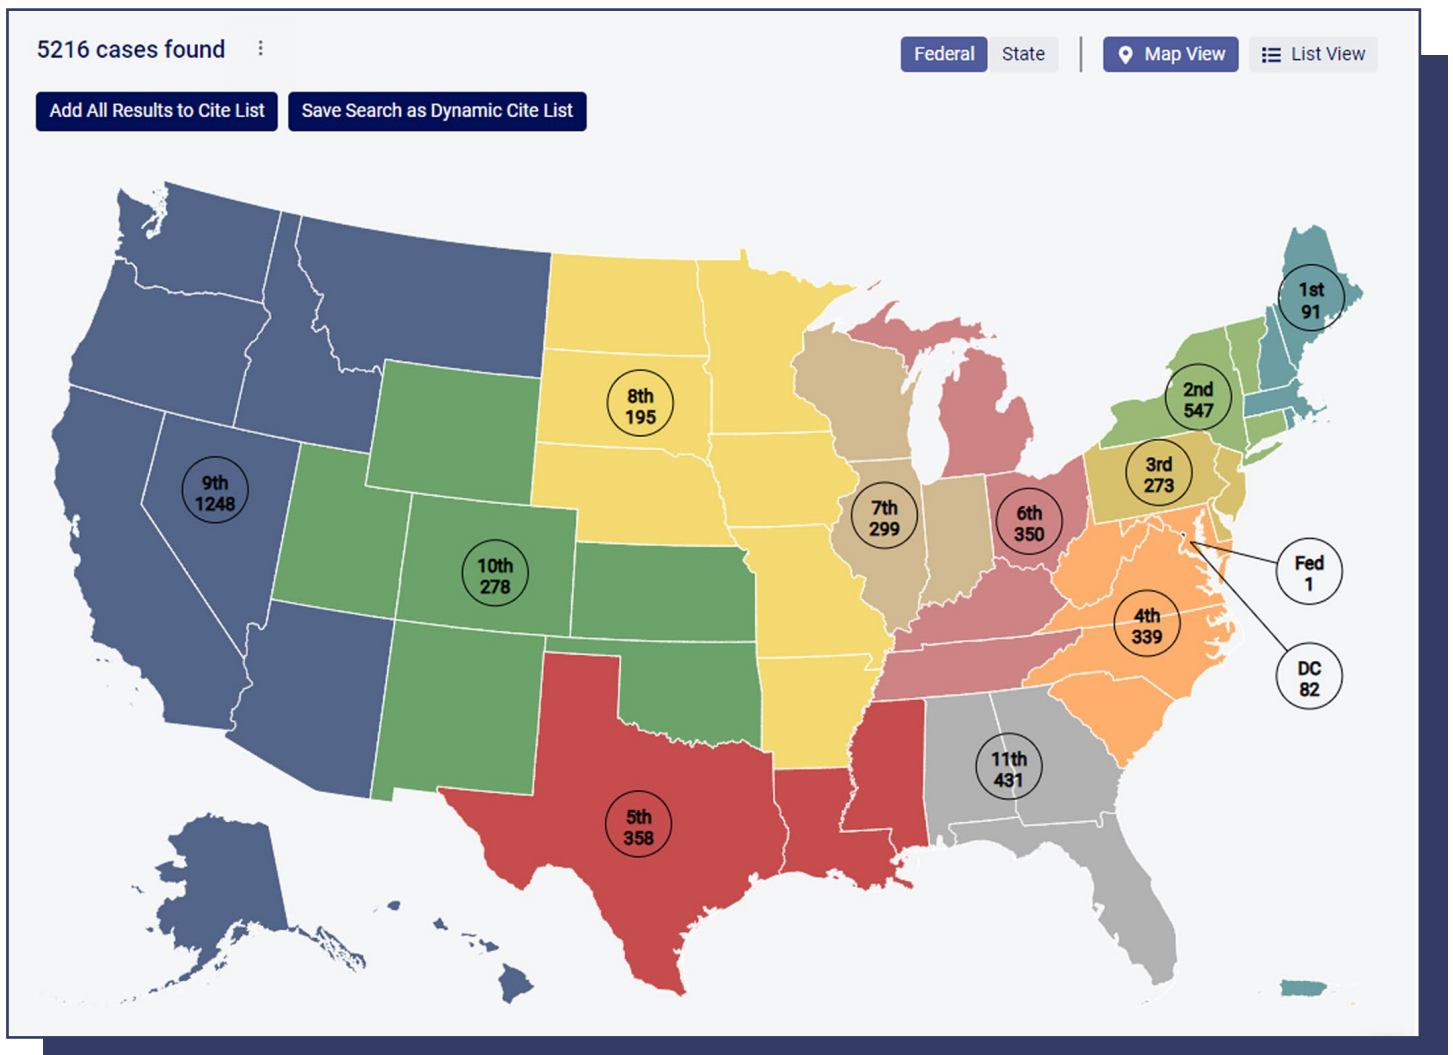 5216 cases found
Federal
State
Map View
List View
Add All Results to Cite List
Save Search as Dynamic Cite List
1st
91
2nd
547
8th
195
3rd
273
9th
1248
7th
299
6th
350
10th
278
Fed
1
4th
339
DC
82
11th
431
5th
358